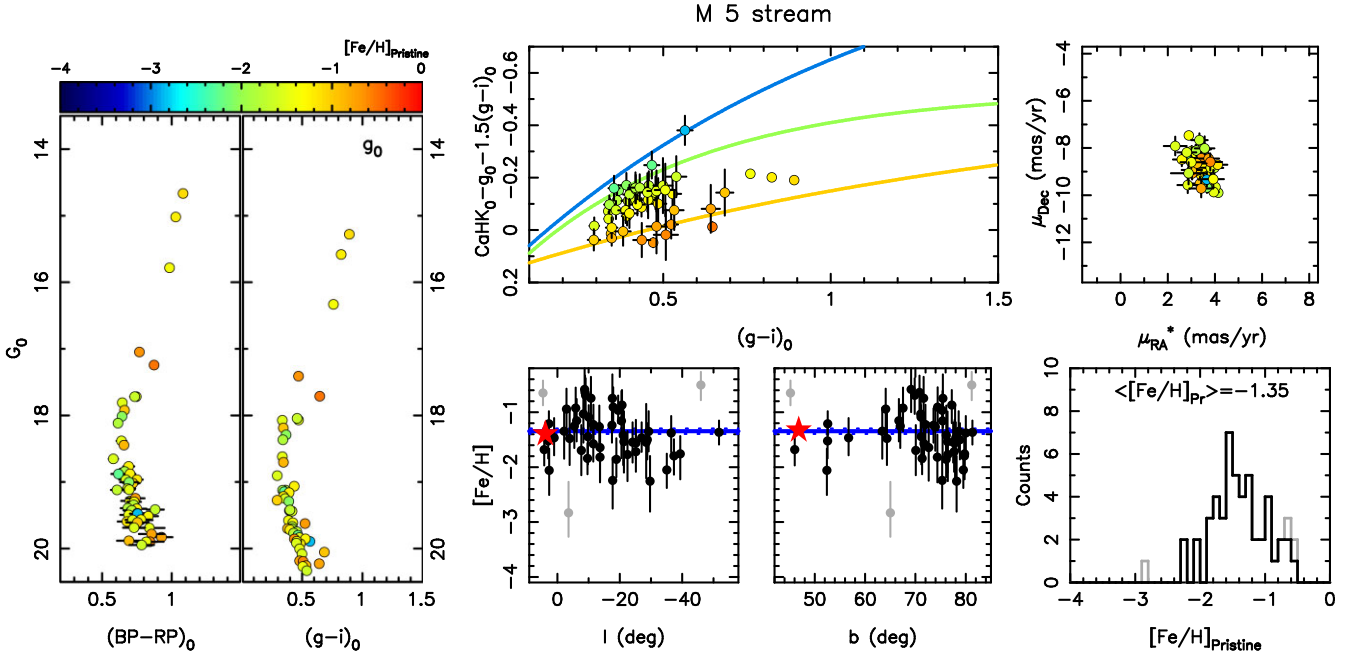 M 5 stream
[Fe/H]Pristine
−4 −3 −2 −1 0
g0
14 16 18 20
G0
14 16 18 20
0.5 1
0.5 1 1.5
(BP−RP)0
(g−i)0
CaHK0−g0−1.5(g−i)0
−0.6 −0.4 −0.2 0 0.2
0.5 1 1.5
(g−i)0
μDec (mas/yr)
−4 −6 −8 −10 −12
0 2 4 6 8
μRA* (mas/yr)
[Fe/H]
−1 −2 −3 −4
0 −20 −40
l (deg)
50 60 70 80
b (deg)
<[Fe/H]Pr>=−1.35
Counts
10 8 6 4 2 0
−4 −3 −2 −1 0
[Fe/H]Pristine